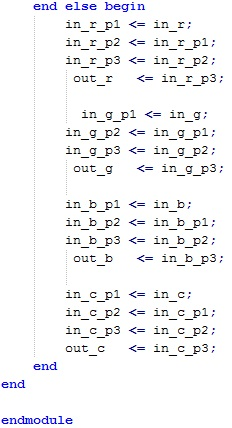 end else begin
in_r_p1 <= in_r;
in_r_p2 <= in_r_p1;
in_r_p3 <= in_r_p2;
out_r <= in_r_p3;
in_g_p1 <= in_g;
in_g_p2 <= in_g_p1;
in_g_p3 <= in_g_p2;
out_g <= in_g_p3;
in_b_p1 <= in_b;
in_b_p2 <= in_b_p1;
in_b_p3 <= in_b_p2;
out_b <= in_b_p3;
in_c_p1 <= in_c;
in_c_p2 <= in_c_p1;
in_c_p3 <= in_c_p2;
out_c <= in_c_p3;
end
end
endmodule